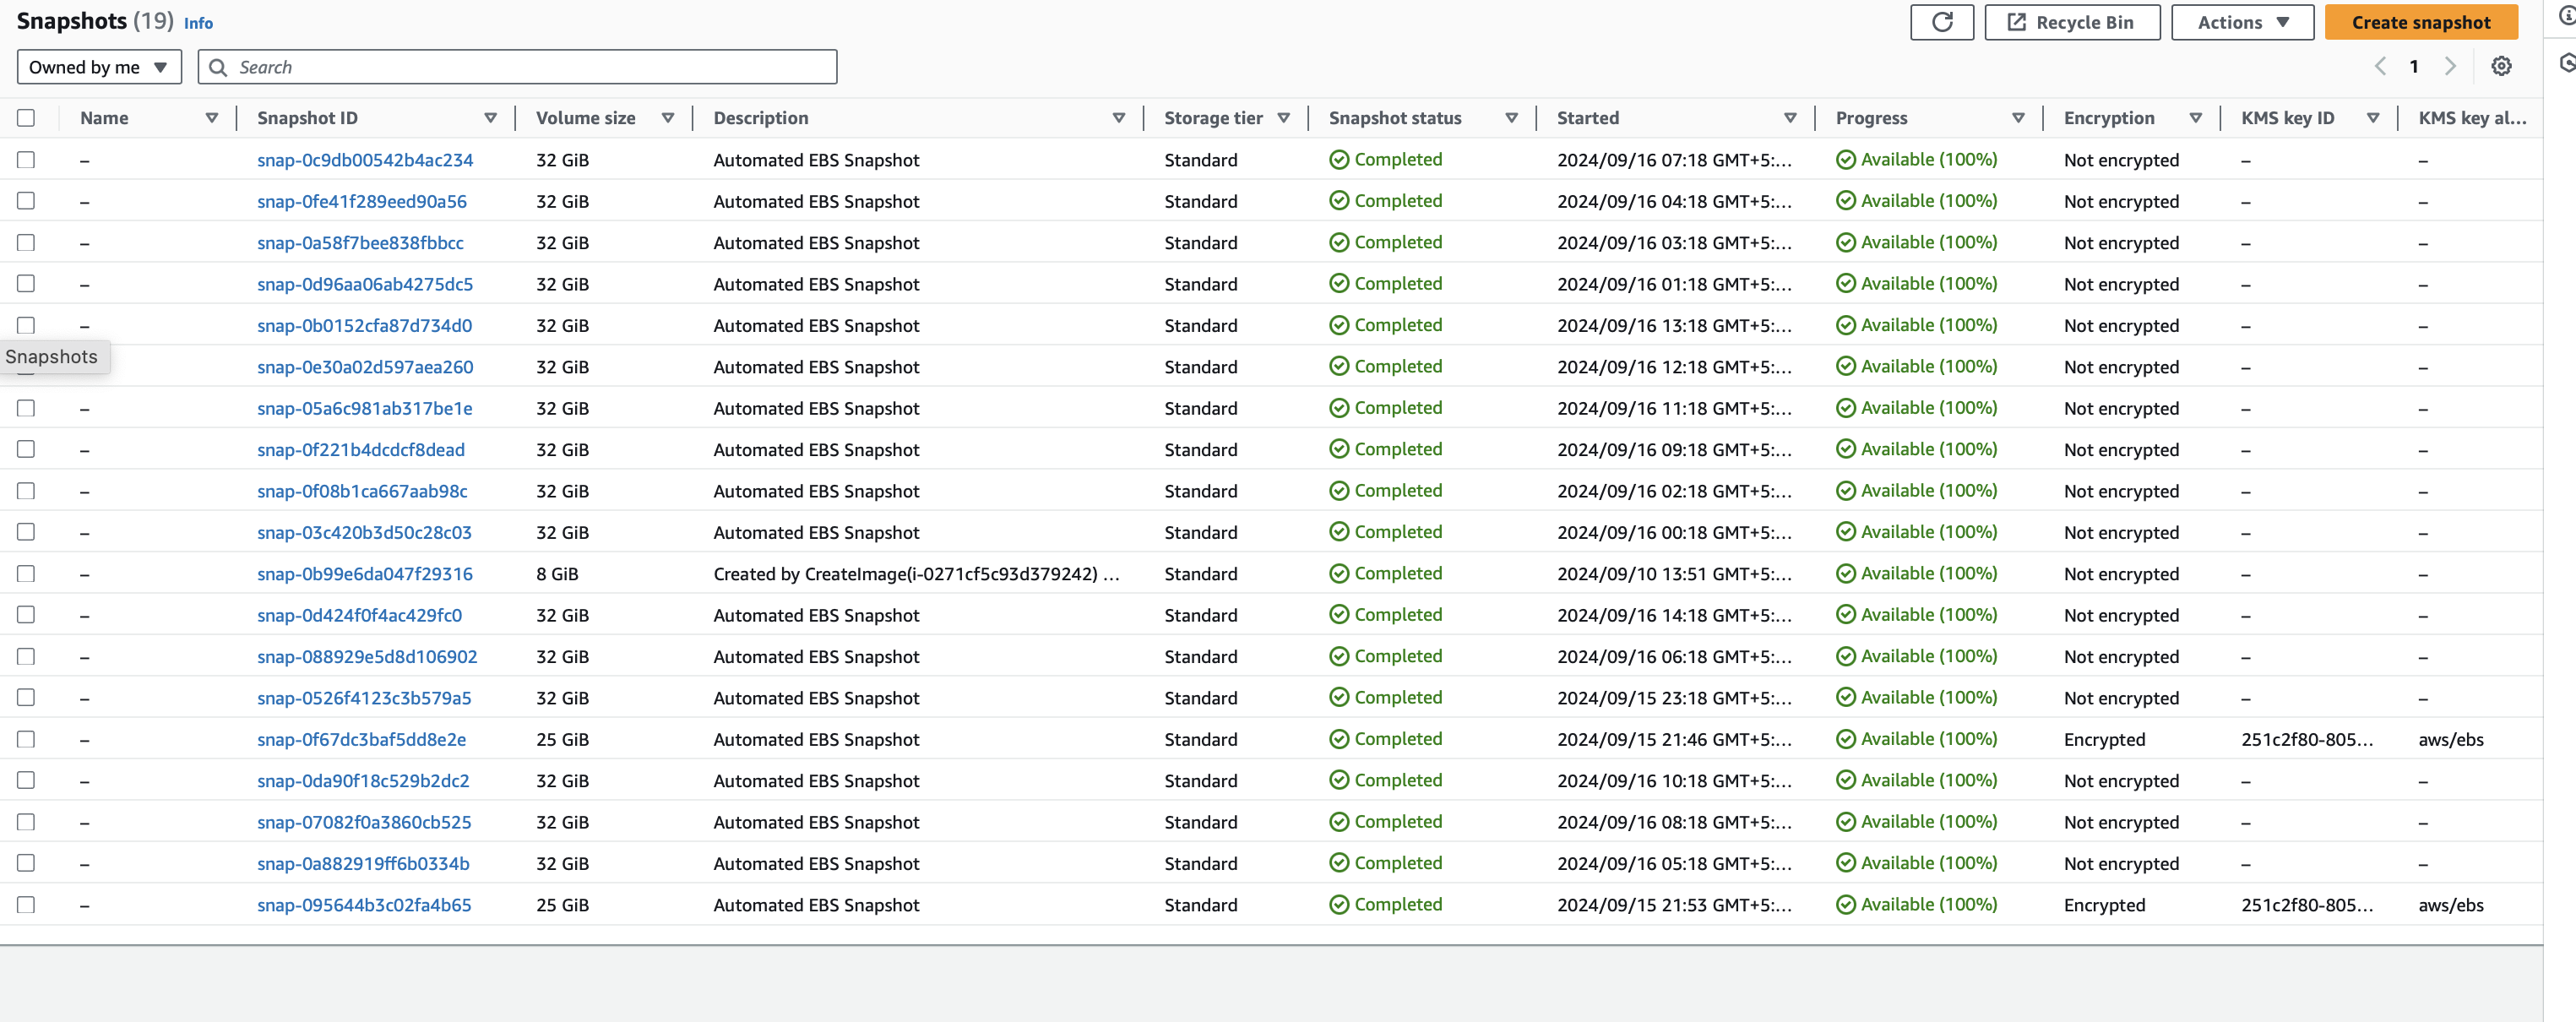 Snapshots (19) Info
Recycle Bin Actions Create snapshot
Owned by me Search 1
Name Snapshot ID Volume size Description Storage tier Snapshot status Started Progress Encryption KMS key ID KMS key al...
– snap-0c9db00542b4ac234 32 GiB Automated EBS Snapshot Standard Completed 2024/09/16 07:18 GMT+5:... Available (100%) Not encrypted – –
– snap-0fe41f289eed90a56 32 GiB Automated EBS Snapshot Standard Completed 2024/09/16 04:18 GMT+5:... Available (100%) Not encrypted – –
– snap-0a58f7bee838fbbcc 32 GiB Automated EBS Snapshot Standard Completed 2024/09/16 03:18 GMT+5:... Available (100%) Not encrypted – –
– snap-0d96aa06ab4275dc5 32 GiB Automated EBS Snapshot Standard Completed 2024/09/16 01:18 GMT+5:... Available (100%) Not encrypted – –
– snap-0b0152cfa87d734d0 32 GiB Automated EBS Snapshot Standard Completed 2024/09/16 13:18 GMT+5:... Available (100%) Not encrypted – –
Snapshots
– snap-0e30a02d597aea260 32 GiB Automated EBS Snapshot Standard Completed 2024/09/16 12:18 GMT+5:... Available (100%) Not encrypted – –
– snap-05a6c981ab317be1e 32 GiB Automated EBS Snapshot Standard Completed 2024/09/16 11:18 GMT+5:... Available (100%) Not encrypted – –
– snap-0f221b4dcdcf8dead 32 GiB Automated EBS Snapshot Standard Completed 2024/09/16 09:18 GMT+5:... Available (100%) Not encrypted – –
– snap-0f08b1ca667aab98c 32 GiB Automated EBS Snapshot Standard Completed 2024/09/16 02:18 GMT+5:... Available (100%) Not encrypted – –
– snap-03c420b3d50c28c03 32 GiB Automated EBS Snapshot Standard Completed 2024/09/16 00:18 GMT+5:... Available (100%) Not encrypted – –
– snap-0b99e6da047f29316 8 GiB Created by CreateImage(i-0271cf5c93d379242) ... Standard Completed 2024/09/10 13:51 GMT+5:... Available (100%) Not encrypted – –
– snap-0d424f0f4ac429fc0 32 GiB Automated EBS Snapshot Standard Completed 2024/09/16 14:18 GMT+5:... Available (100%) Not encrypted – –
– snap-088929e5d8d106902 32 GiB Automated EBS Snapshot Standard Completed 2024/09/16 06:18 GMT+5:... Available (100%) Not encrypted – –
– snap-0526f4123c3b579a5 32 GiB Automated EBS Snapshot Standard Completed 2024/09/15 23:18 GMT+5:... Available (100%) Not encrypted – –
– snap-0f67dc3baf5dd8e2e 25 GiB Automated EBS Snapshot Standard Completed 2024/09/15 21:46 GMT+5:... Available (100%) Encrypted 251c2f80-805... aws/ebs
– snap-0da90f18c529b2dc2 32 GiB Automated EBS Snapshot Standard Completed 2024/09/16 10:18 GMT+5:... Available (100%) Not encrypted – –
– snap-07082f0a3860cb525 32 GiB Automated EBS Snapshot Standard Completed 2024/09/16 08:18 GMT+5:... Available (100%) Not encrypted – –
– snap-0a882919ff6b0334b 32 GiB Automated EBS Snapshot Standard Completed 2024/09/16 05:18 GMT+5:... Available (100%) Not encrypted – –
– snap-095644b3c02fa4b65 25 GiB Automated EBS Snapshot Standard Completed 2024/09/15 21:53 GMT+5:... Available (100%) Encrypted 251c2f80-805... aws/ebs